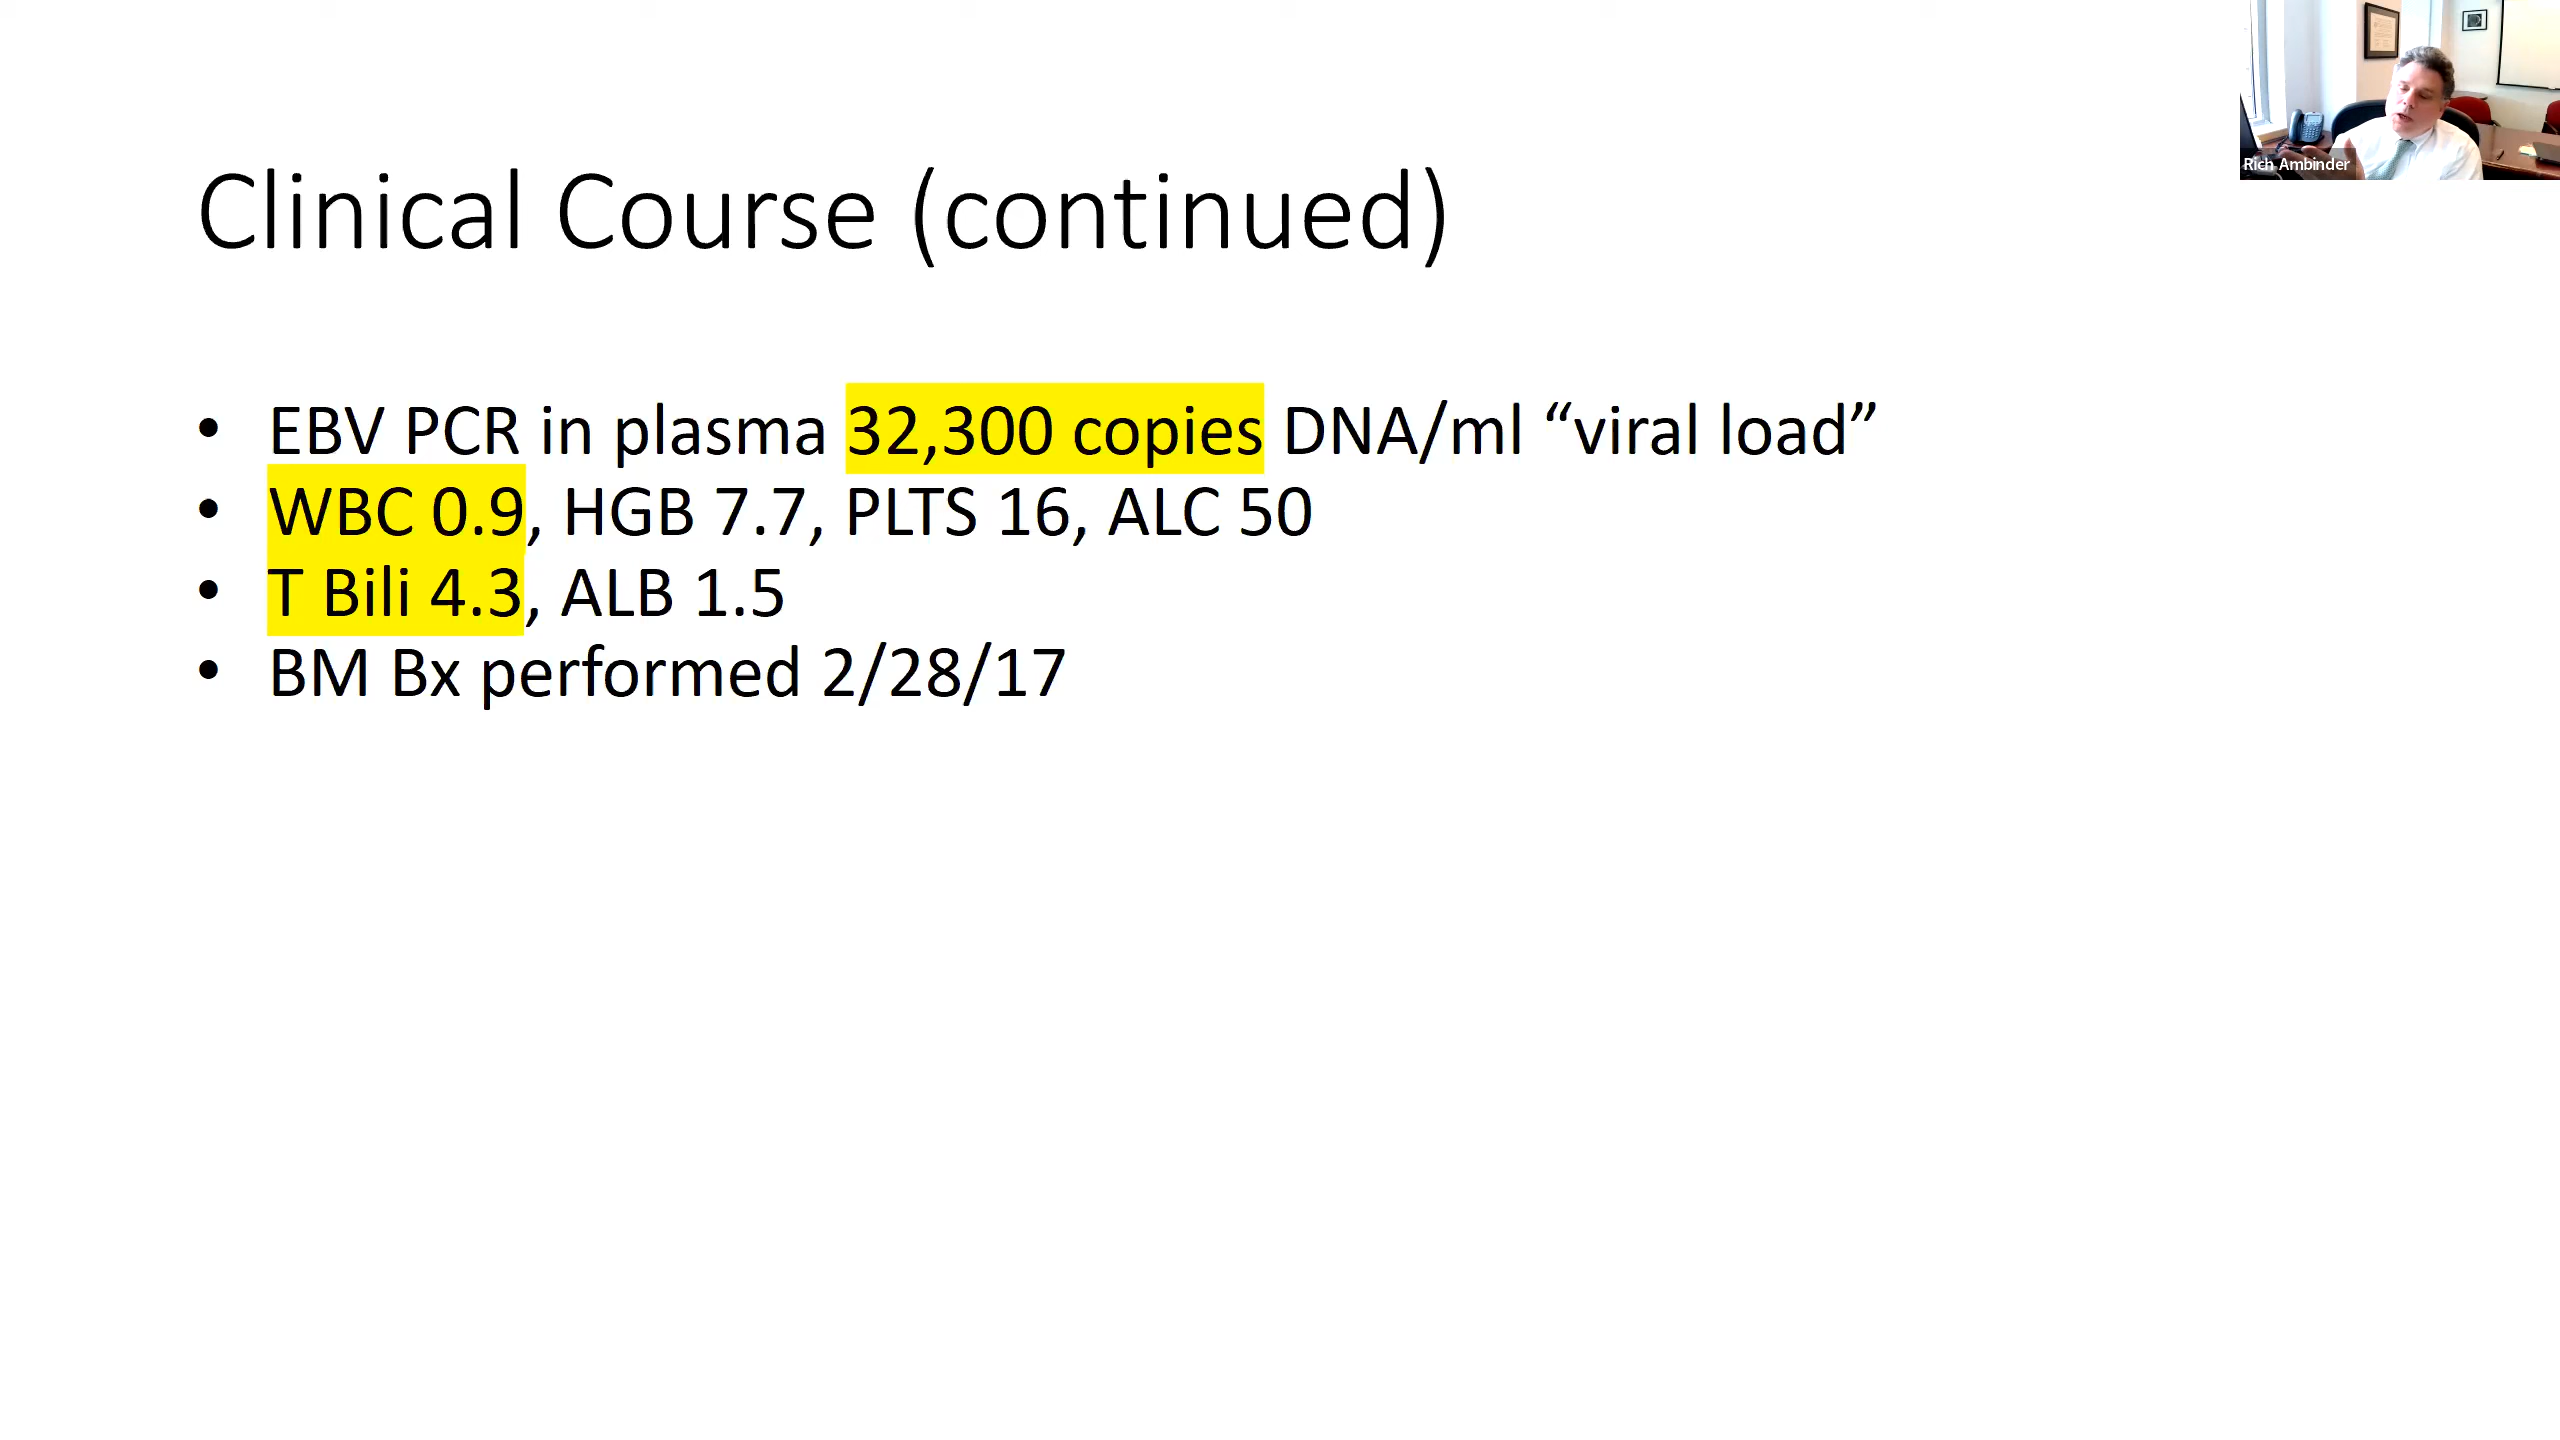 Clinical Course (continued)
• EBV PCR in plasma 32,300 copies DNA/ml “viral load”
• WBC 0.9, HGB 7.7, PLTS 16, ALC 50
• T Bili 4.3, ALB 1.5
• BM Bx performed 2/28/17
Rich Ambinder